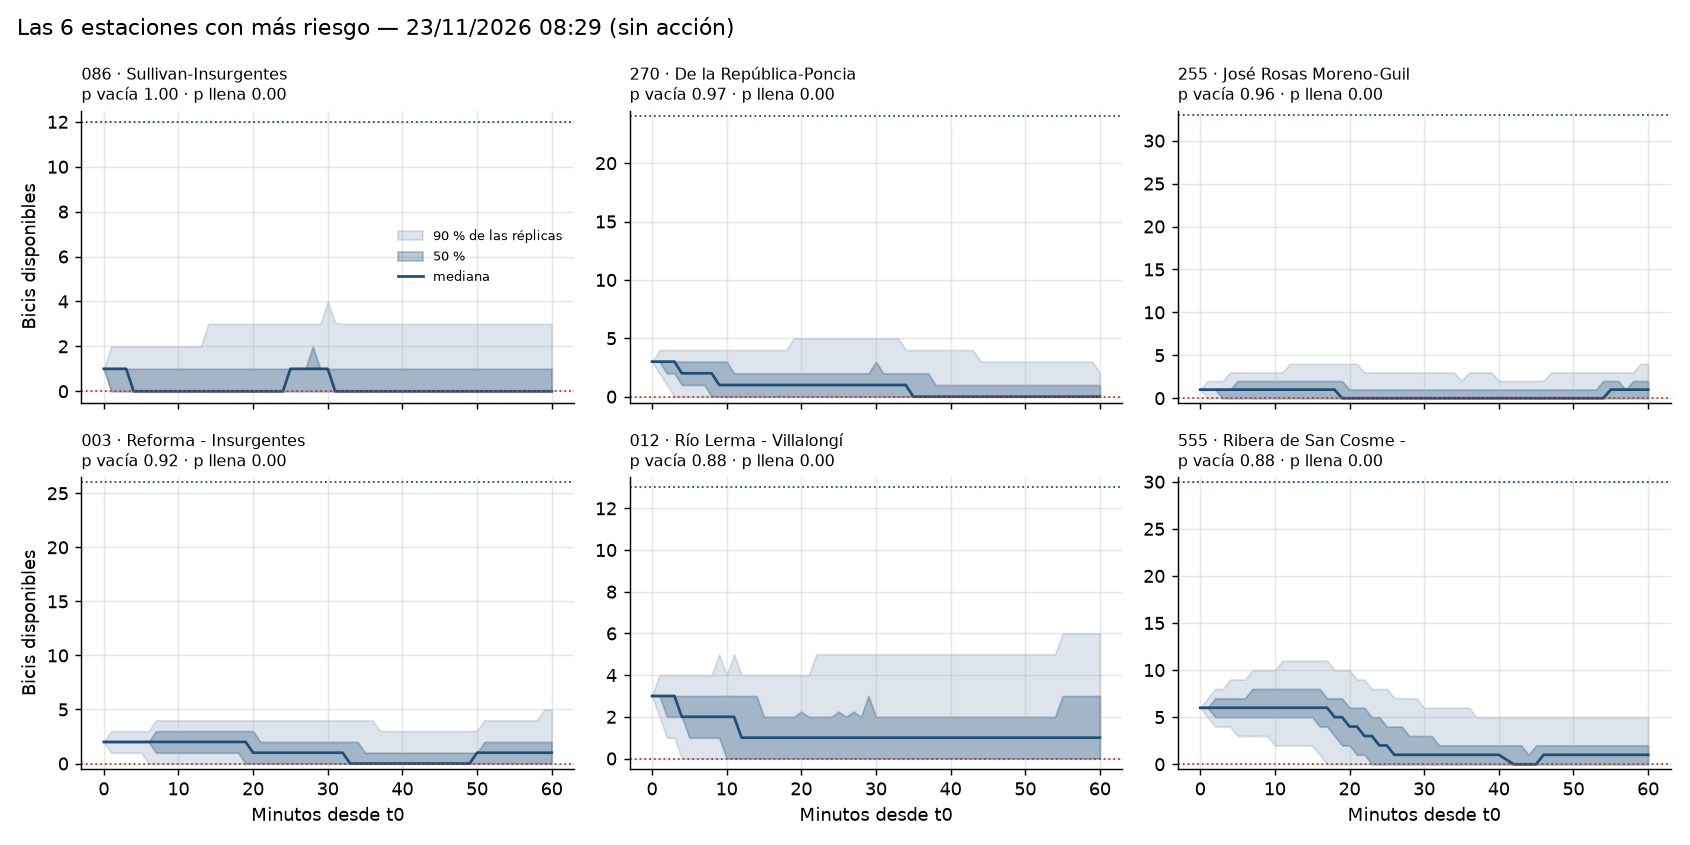 Las 6 estaciones con más riesgo — 23/11/2026 08:29 (sin acción)
086 · Sullivan-Insurgentes
p vacía 1.00 · p llena 0.00
12
10
8
6
4
2
0
Bicis disponibles
90 % de las réplicas
50 %
mediana
270 · De la República-Poncia
p vacía 0.97 · p llena 0.00
20
15
10
5
0
255 · José Rosas Moreno-Guil
p vacía 0.96 · p llena 0.00
30
25
20
15
10
5
0
003 · Reforma - Insurgentes
p vacía 0.92 · p llena 0.00
25
20
15
10
5
0
Bicis disponibles
0 10 20 30 40 50 60
Minutos desde t0
012 · Río Lerma - Villalongí
p vacía 0.88 · p llena 0.00
12
10
8
6
4
2
0
0 10 20 30 40 50 60
Minutos desde t0
555 · Ribera de San Cosme -
p vacía 0.88 · p llena 0.00
30
25
20
15
10
5
0
0 10 20 30 40 50 60
Minutos desde t0